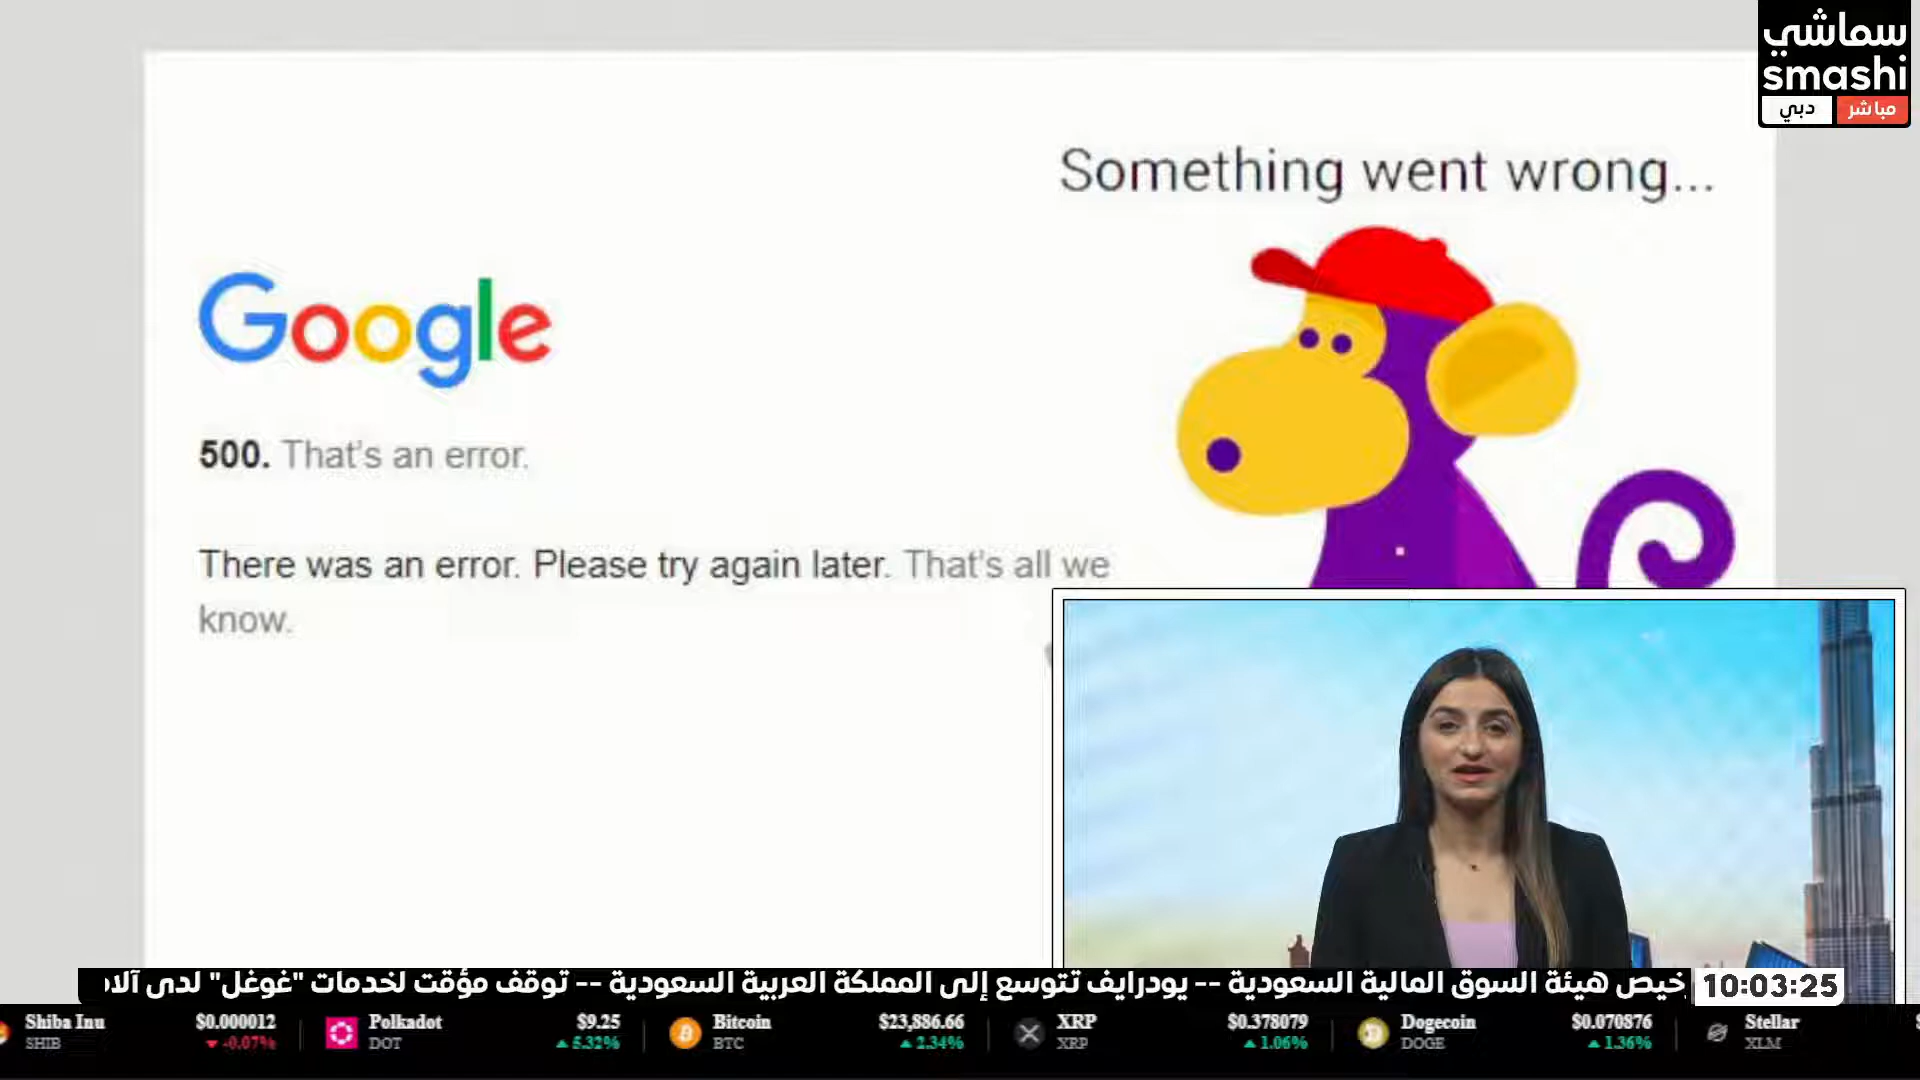 سماشي
smashi
مباشر
دبي
Something went wrong...
Google
500. That's an error.
There was an error. Please try again later. That's all we
know.
خيص هيئة السوق المالية السعودية -- يودرايف تتوسع إلى المملكة العربية السعودية -- توقف مؤقت لخدمات "غوغل" لدى آلاف
10:03:25
Shiba Inu $0.000012
SHIB ▼ -0.07%
Polkadot $9.25
DOT ▲ 5.32%
Bitcoin $23,886.66
BTC ▲ 2.34%
XRP $0.378079
XRP ▲ 1.06%
Dogecoin $0.070876
DOGE ▲ 1.36%
Stellar
XLM